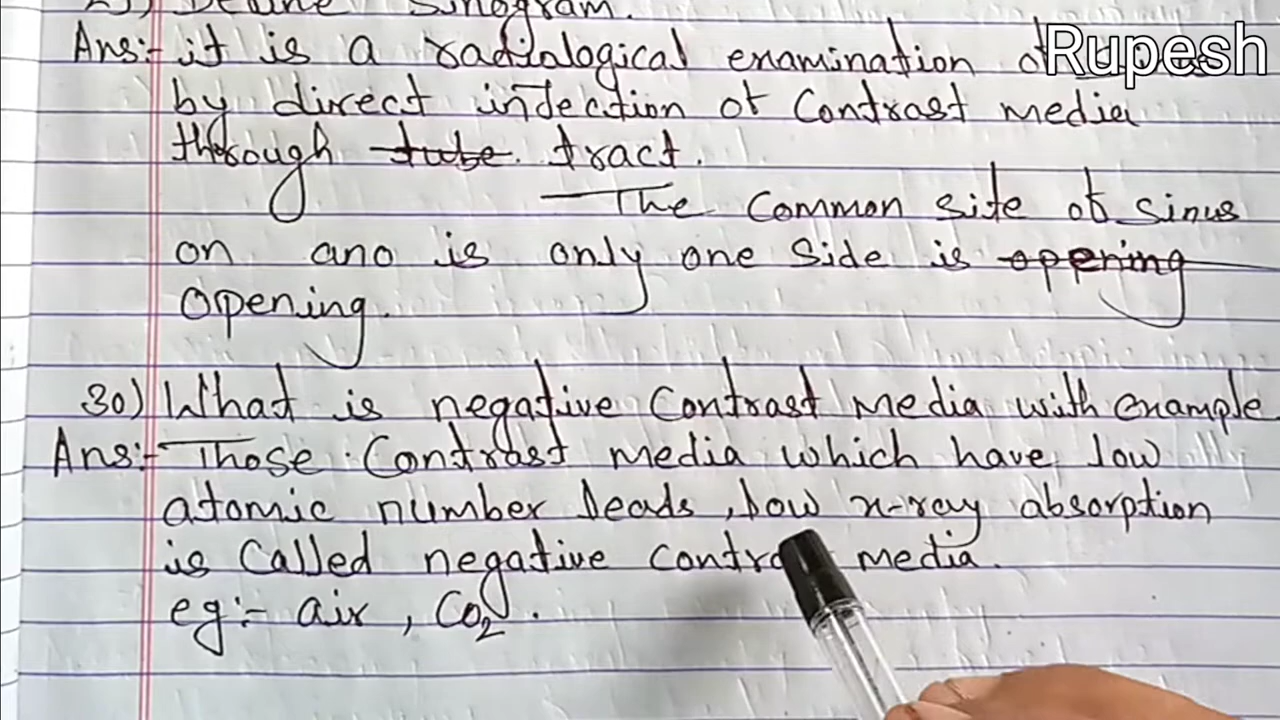 Define Sinogram.
Rupesh
Ans:- it is a radiological examination of
by direct injection of Contrast media
through tube. tract.
The Common site of sinus
on ano is only one side is opening
Opening.
30) What is negative Contrast media with example
Ans:- Those Contrast media which have low
atomic number leads, low x-ray absorption
is Called negative contra media.
eg:- air, CO2.